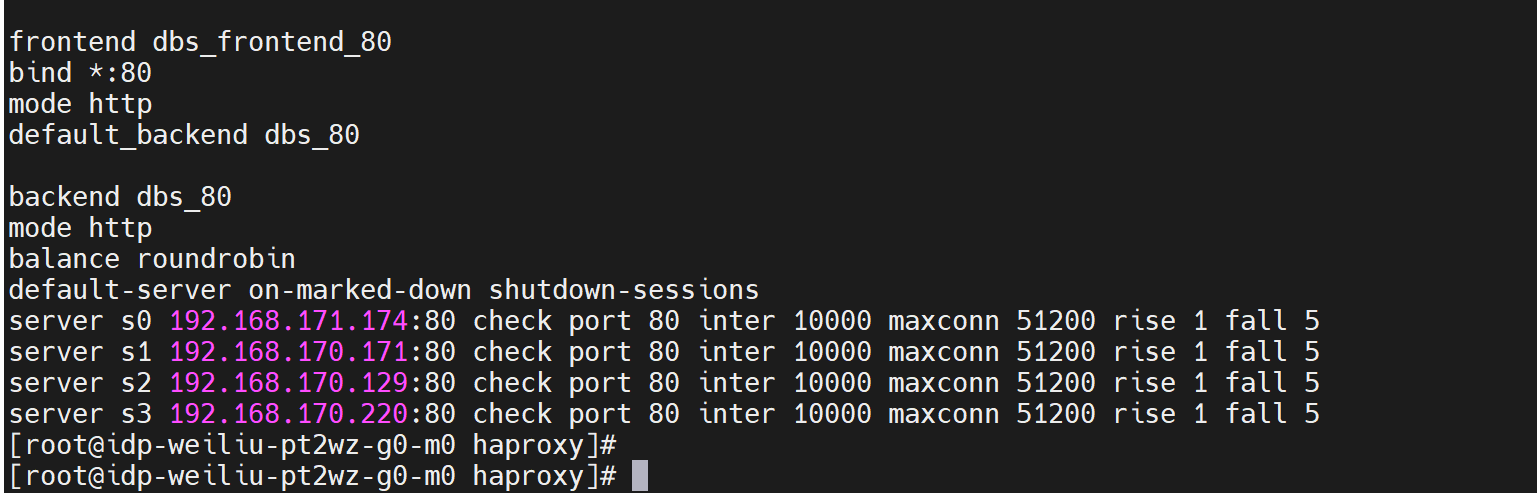 frontend dbs_frontend_80
bind *:80
mode http
default_backend dbs_80
backend dbs_80
mode http
balance roundrobin
default-server on-marked-down shutdown-sessions
server s0 192.168.171.174:80 check port 80 inter 10000 maxconn 51200 rise 1 fall 5
server s1 192.168.170.171:80 check port 80 inter 10000 maxconn 51200 rise 1 fall 5
server s2 192.168.170.129:80 check port 80 inter 10000 maxconn 51200 rise 1 fall 5
server s3 192.168.170.220:80 check port 80 inter 10000 maxconn 51200 rise 1 fall 5
[root@idp-weiliu-pt2wz-g0-m0 haproxy]#
[root@idp-weiliu-pt2wz-g0-m0 haproxy]#